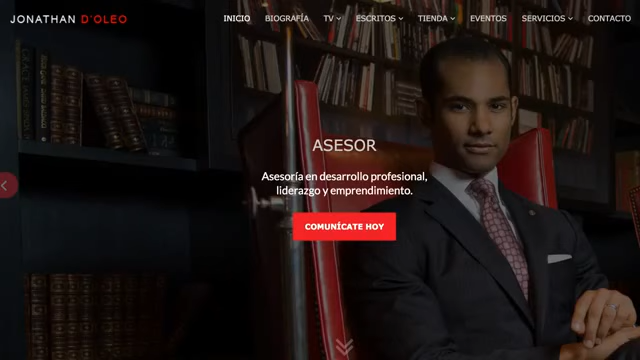 JONATHAN D'OLEO
INICIO BIOGRAFÍA TV ESCRITOS TIENDA EVENTOS SERVICIOS CONTACTO
ASESOR
Asesoría en desarrollo profesional,
liderazgo y emprendimiento.
COMUNÍCATE HOY